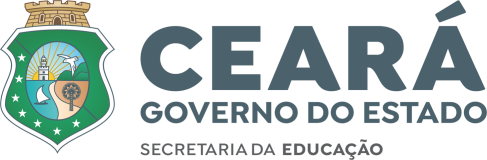 CEARÁ
GOVERNO DO ESTADO
SECRETARIA DA EDUCAÇÃO